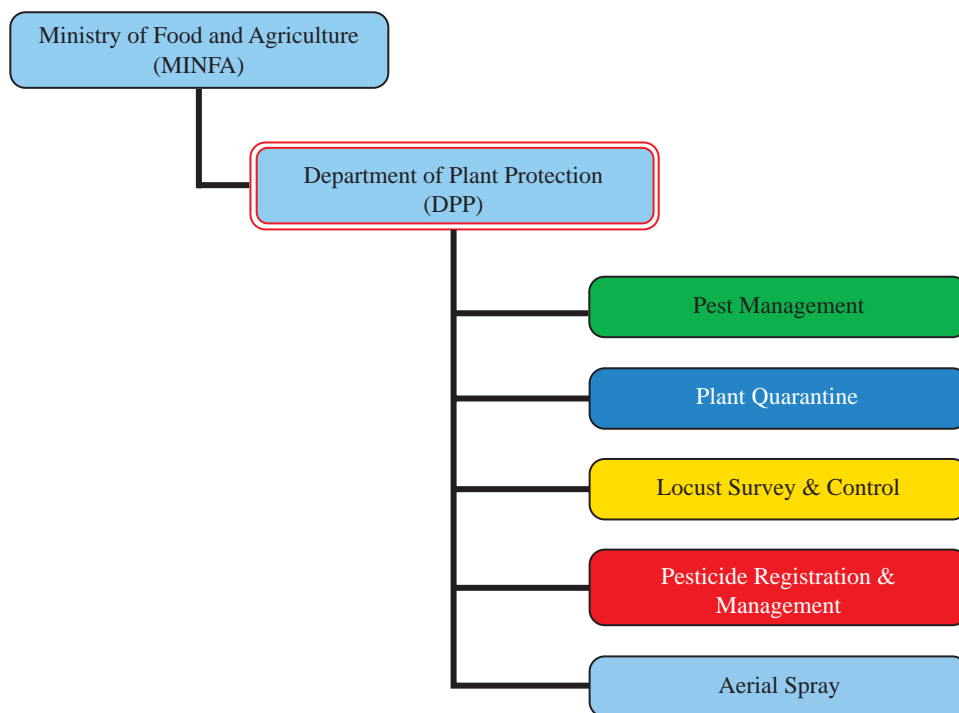 Ministry of Food and Agriculture
(MINFA)
Department of Plant Protection
(DPP)
Pest Management
Plant Quarantine
Locust Survey & Control
Pesticide Registration &
Management
Aerial Spray